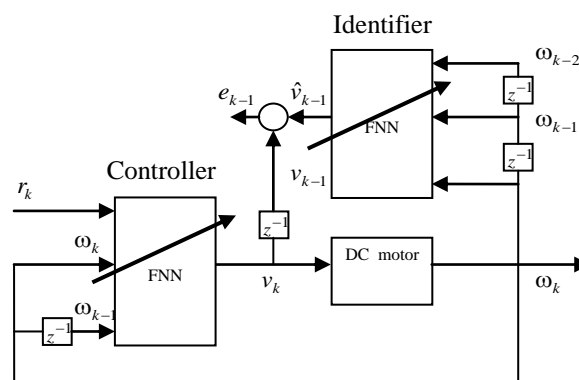 Identifier
ω_{k-2}
z⁻¹
e_{k-1}
v̂_{k-1}
FNN
ω_{k-1}
z⁻¹
Controller
v_{k-1}
r_k
z⁻¹
ω_k
DC motor
FNN
v_k
ω_k
z⁻¹
ω_{k-1}